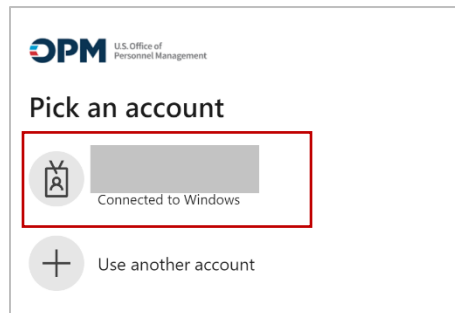 OPM U.S. Office of
Personnel Management
Pick an account
Connected to Windows
Use another account